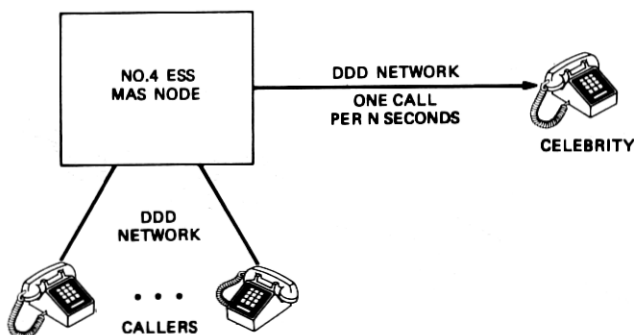 NO.4 ESS
MAS NODE
DDD NETWORK
ONE CALL
PER N SECONDS
CELEBRITY
DDD
NETWORK
CALLERS